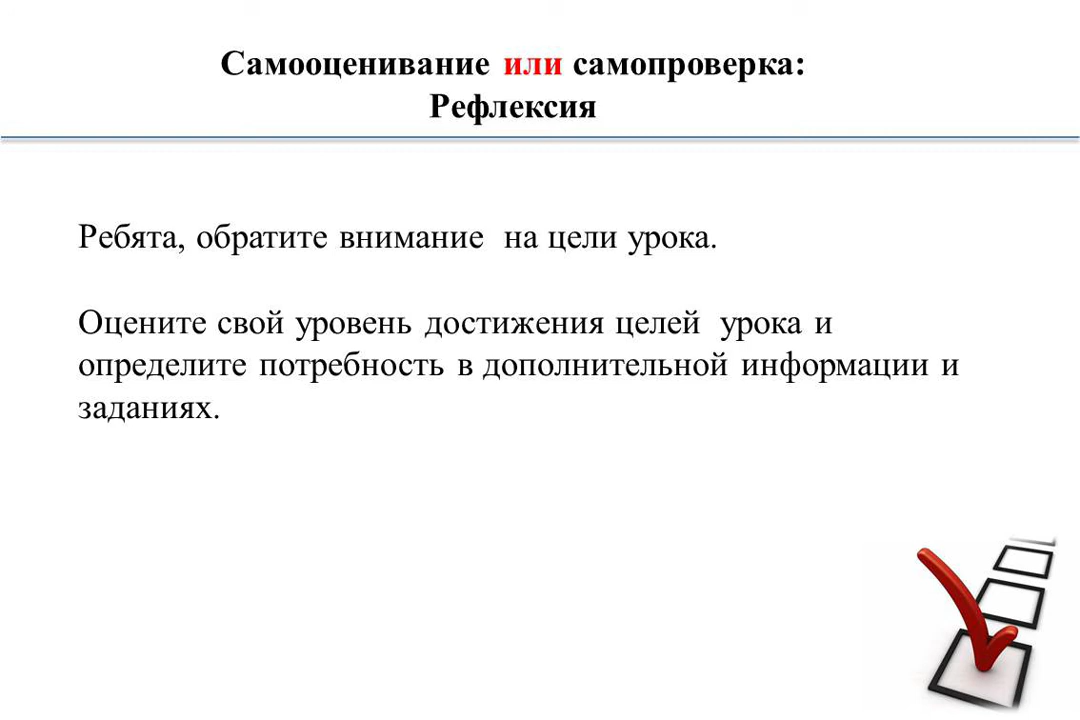 Самооценивание или самопроверка:
Рефлексия
Ребята, обратите внимание  на цели урока.
Оцените свой уровень достижения целей  урока и
определите потребность в дополнительной информации и
заданиях.